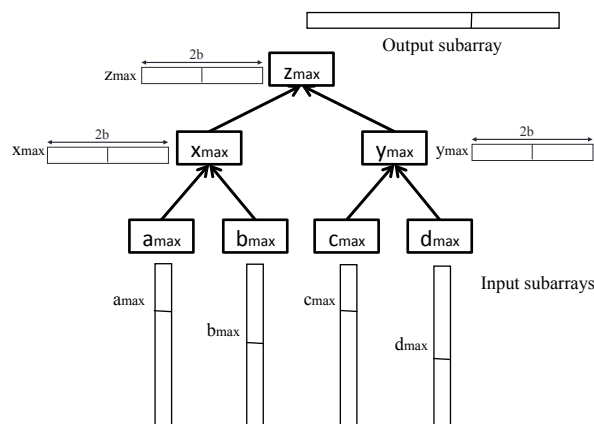 Output subarray
2b
zmax
zmax
2b
xmax
xmax
ymax
ymax
2b
amax
bmax
cmax
dmax
Input subarrays
amax
cmax
bmax
dmax